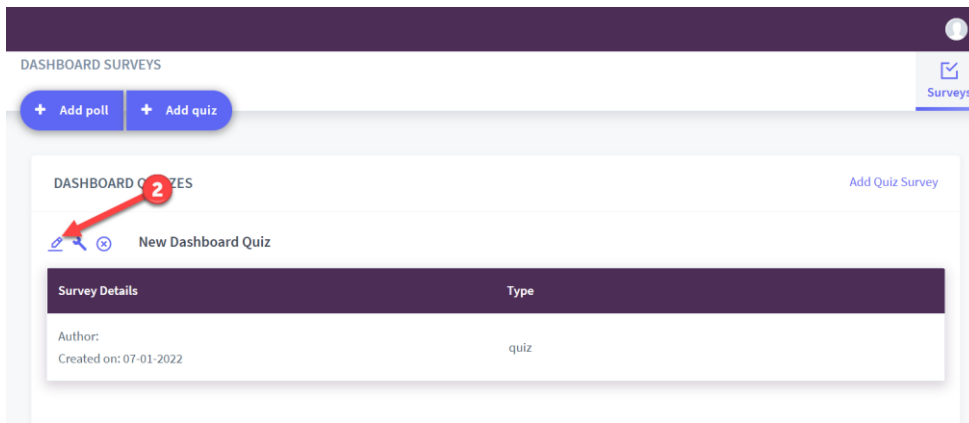 DASHBOARD SURVEYS
Surveys
+ Add poll + Add quiz
DASHBOARD ZES
Add Quiz Survey
2
New Dashboard Quiz
Survey Details Type
Author:
Created on: 07-01-2022
quiz